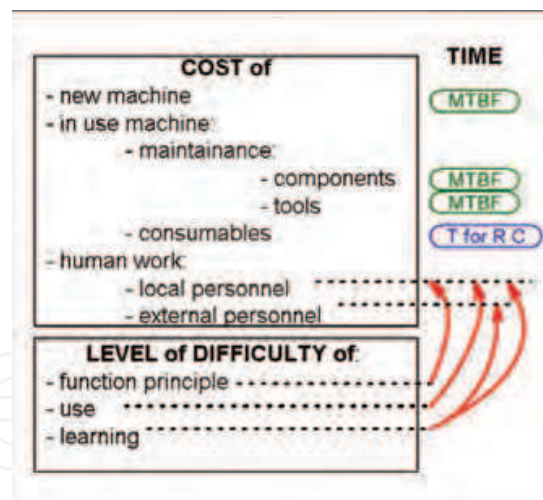 COST of TIME
- new machine MTBF
- in use machine:
- maintainance:
- components MTBF
- tools MTBF
- consumables T for R C
- human work:
- local personnel
- external personnel
LEVEL of DIFFICULTY of:
- function principle
- use
- learning